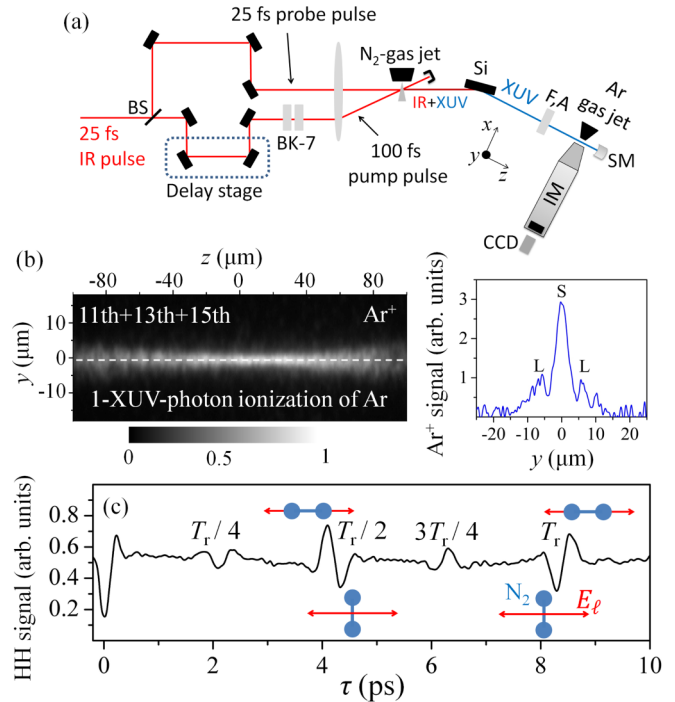 (a)
25 fs probe pulse
N₂-gas jet
Si
XUV
F,A
Ar
gas jet
BS
IR+XUV
25 fs
IR pulse
BK-7
Delay stage
100 fs
pump pulse
x
y
z
SM
IM
CCD
(b)
z (μm)
-80 -40 0 40 80
11th+13th+15th
Ar⁺
y (μm)
10
0
-10
1-XUV-photon ionization of Ar
0 0.5 1
Ar⁺ signal (arb. units)
3
2
1
S
L L
-20 -10 0 10 20
y (μm)
(c)
HH signal (arb. units)
0.8
0.6
0.4
0.2
Tr/4
Tr/2
3Tr/4
Tr
N₂
Eℓ
0 2 4 6 8 10
τ (ps)